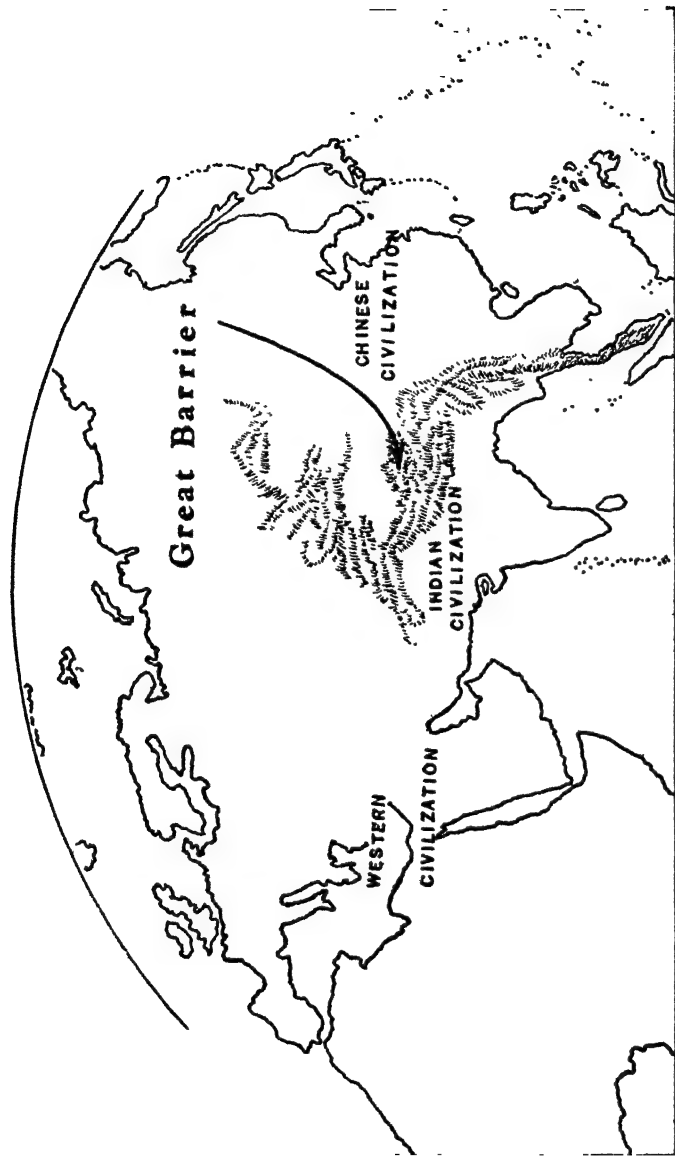 Great Barrier
CHINESE
CIVILIZATION
INDIAN
CIVILIZATION
WESTERN
CIVILIZATION